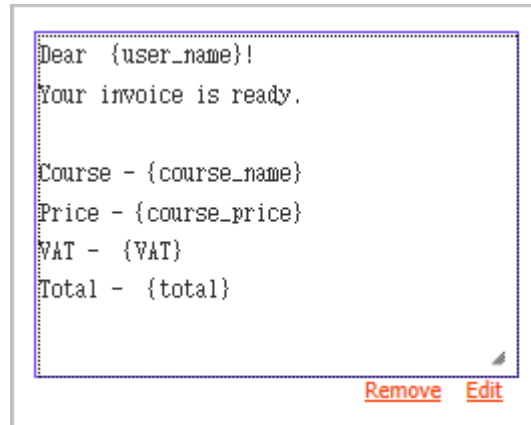 Dear  {user_name}!
Your invoice is ready.
Course - {course_name}
Price - {course_price}
VAT -  {VAT}
Total -  {total}
Remove Edit